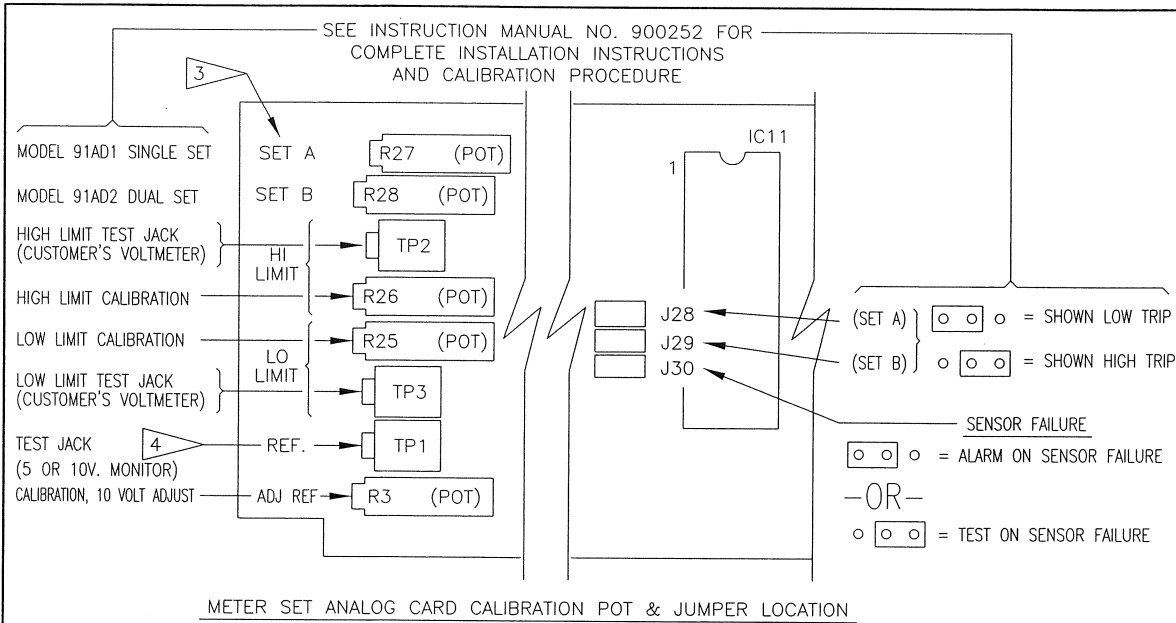 SEE INSTRUCTION MANUAL NO. 900252 FOR
COMPLETE INSTALLATION INSTRUCTIONS
AND CALIBRATION PROCEDURE
3
MODEL 91AD1 SINGLE SET
SET A
R27 (POT)
MODEL 91AD2 DUAL SET
SET B
R28 (POT)
HIGH LIMIT TEST JACK
(CUSTOMER'S VOLTMETER)
HI
LIMIT
TP2
HIGH LIMIT CALIBRATION
R26 (POT)
LOW LIMIT CALIBRATION
R25 (POT)
LO
LIMIT
LOW LIMIT TEST JACK
(CUSTOMER'S VOLTMETER)
TP3
TEST JACK
(5 OR 10V. MONITOR)
4
REF.
TP1
CALIBRATION, 10 VOLT ADJUST
ADJ REF
R3 (POT)
IC11
1
J28
J29
J30
(SET A)
= SHOWN LOW TRIP
(SET B)
= SHOWN HIGH TRIP
SENSOR FAILURE
= ALARM ON SENSOR FAILURE
-OR-
= TEST ON SENSOR FAILURE
METER SET ANALOG CARD CALIBRATION POT & JUMPER LOCATION